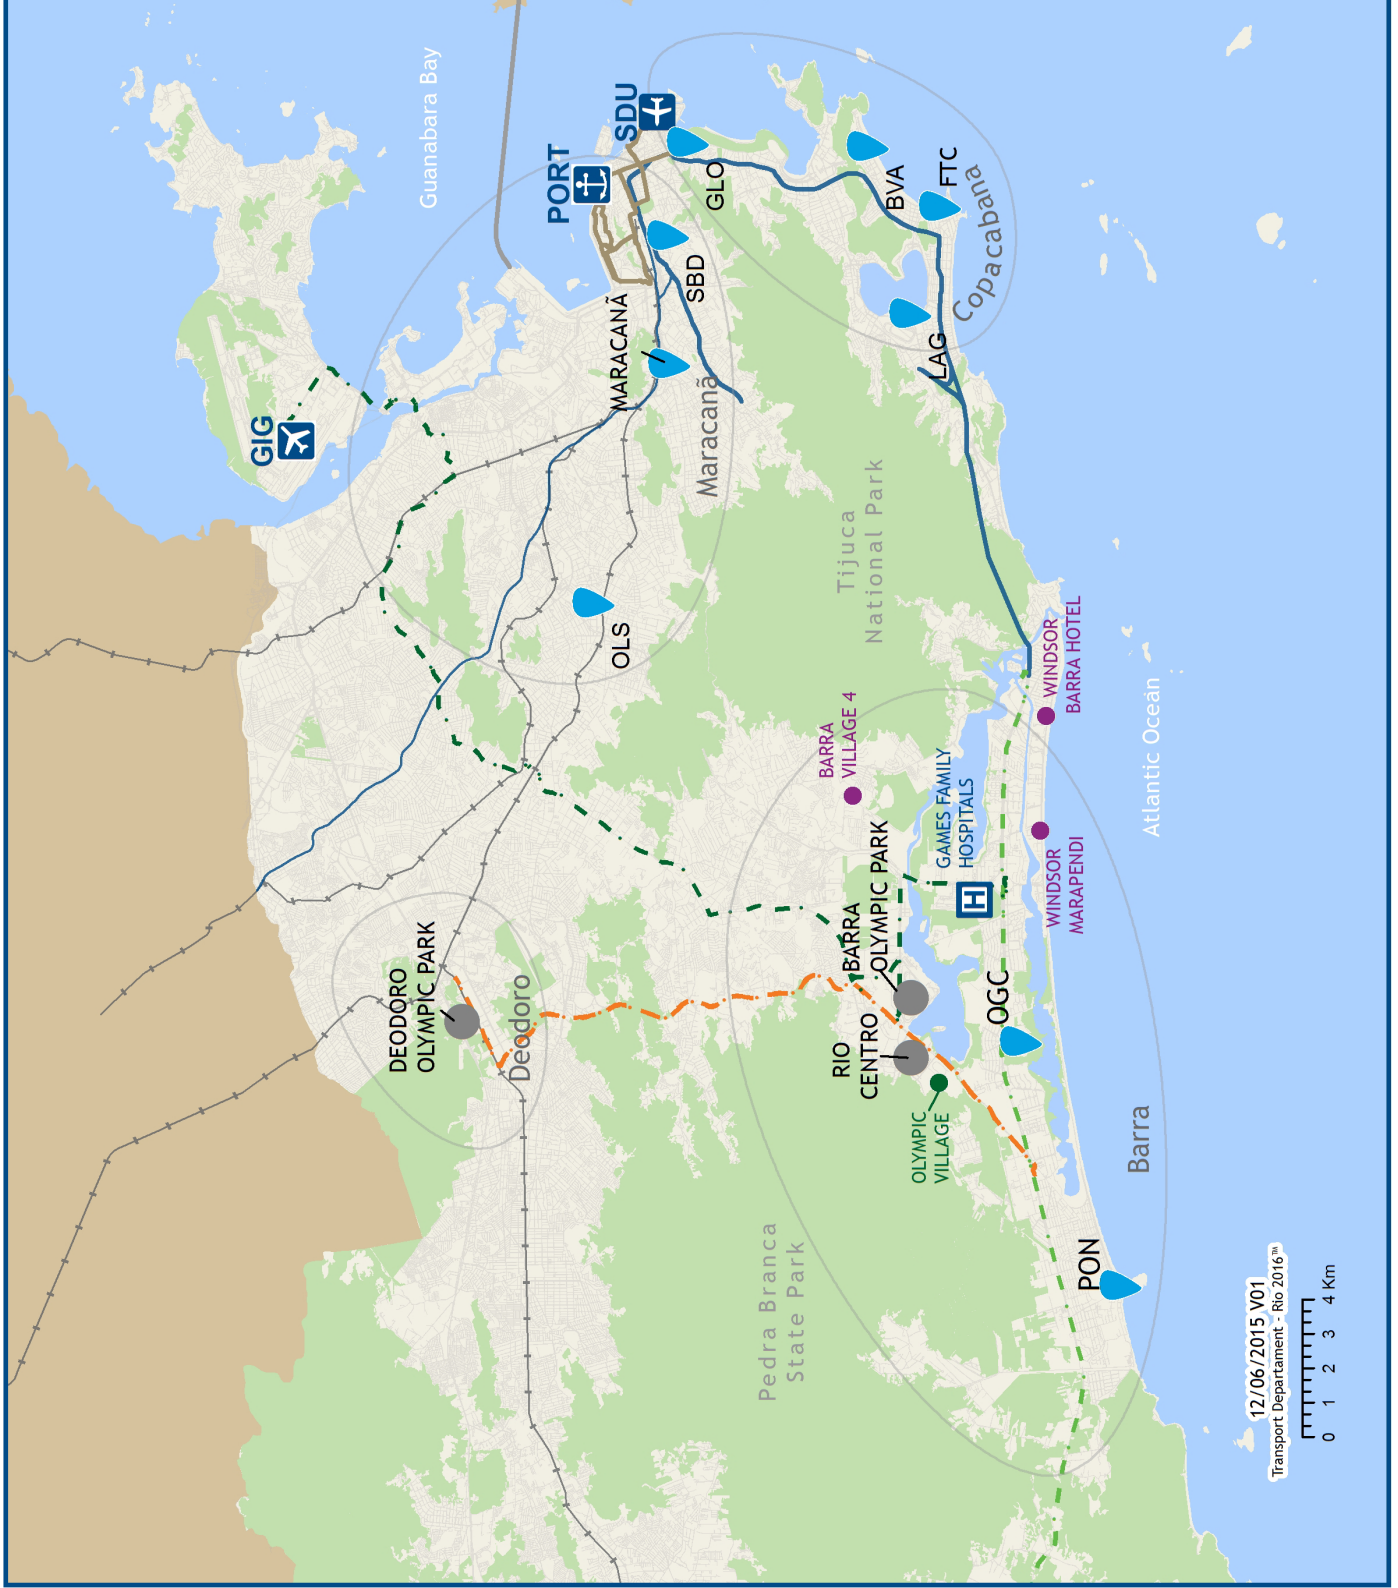 Guanabara Bay
GIG
PORT
SDU
GLO
SBD
MARACANÃ
Maracanã
BVA
FTC
Copacabana
LAG
OLS
Tijuca
National Park
DEODORO
OLYMPIC PARK
Deodoro
BARRA
VILLAGE 4
WINDSOR
BARRA HOTEL
GAMES FAMILY
HOSPITALS
H
WINDSOR
MARAPENDI
BARRA
OLYMPIC PARK
RIO
CENTRO
OLYMPIC
VILLAGE
OGC
PON
Barra
Atlantic Ocean
Pedra Branca
State Park
12/06/2015 V01
Transport Departament - Rio 2016™
0 1 2 3 4 Km